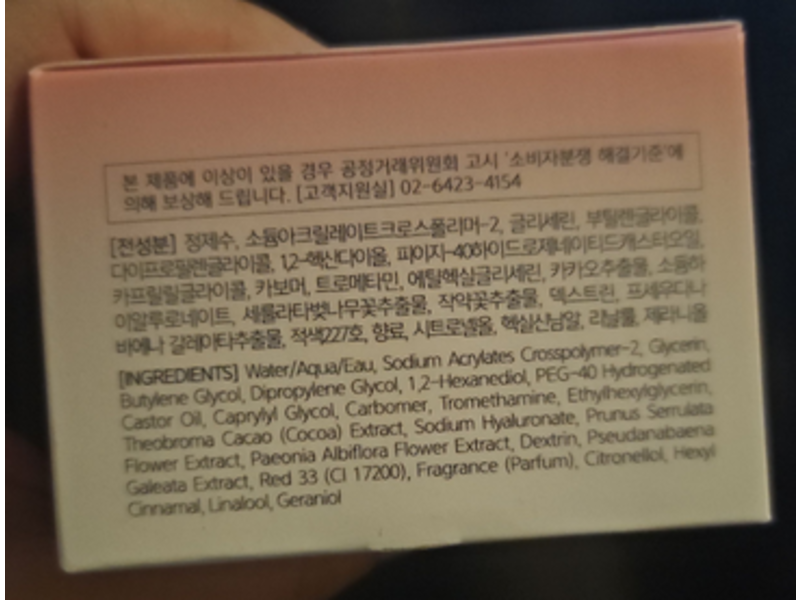 본 제품에 이상이 있을 경우 공정거래위원회 고시 '소비자분쟁 해결기준'에
의해 보상해 드립니다. [고객지원실] 02-6423-4154
[전성분] 정제수, 소듐아크릴레이트크로스폴리머-2, 글리세린, 부틸렌글라이콜,
다이프로필렌글라이콜, 1,2-헥산다이올, 피이지-40하이드로제네이티드캐스터오일,
카프릴릴글라이콜, 카보머, 트로메타민, 에틸헥실글리세린, 카카오추출물, 소듐하
이알루로네이트, 세룰라타벚나무꽃추출물, 작약꽃추출물, 덱스트린, 프세우다나
바에나 갈레아타추출물, 적색227호, 향료, 시트로넬올, 헥실신남알, 리날룰, 제라니올
[INGREDIENTS] Water/Aqua/Eau, Sodium Acrylates Crosspolymer-2, Glycerin,
Butylene Glycol, Dipropylene Glycol, 1,2-Hexanediol, PEG-40 Hydrogenated
Castor Oil, Caprylyl Glycol, Carbomer, Tromethamine, Ethylhexylglycerin,
Theobroma Cacao (Cocoa) Extract, Sodium Hyaluronate, Prunus Serrulata
Flower Extract, Paeonia Albiflora Flower Extract, Dextrin, Pseudanabaena
Galeata Extract, Red 33 (CI 17200), Fragrance (Parfum), Citronellol, Hexyl
Cinnamal, Linalool, Geraniol